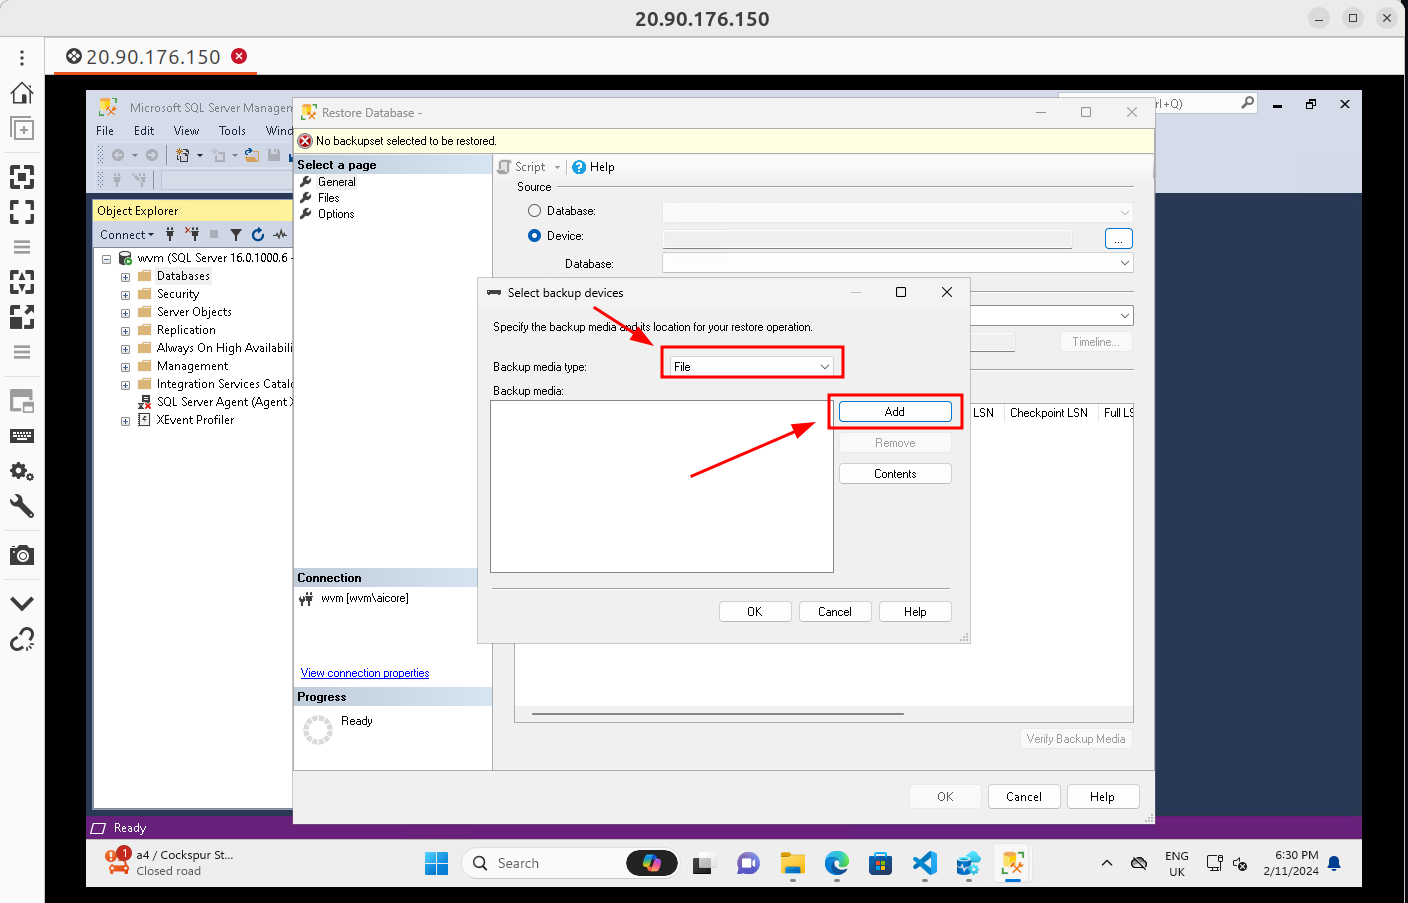 20.90.176.150
20.90.176.150
Microsoft SQL Server Managem
rl+Q)
File Edit View Tools Wind
Restore Database -
No backupset selected to be restored.
Select a page
General
Files
Options
Script
Help
Source
Database:
Device:
...
Database:
Object Explorer
Connect
wvm (SQL Server 16.0.1000.6 -
Databases
Security
Server Objects
Replication
Always On High Availabili
Management
Integration Services Catalo
SQL Server Agent (Agent X
XEvent Profiler
Select backup devices
Specify the backup media and its location for your restore operation.
Backup media type:
File
Backup media:
Add
Remove
Contents
OK
Cancel
Help
Timeline...
LSN
Checkpoint LSN
Full LS
Connection
wvm [wvm\aicore]
View connection properties
Progress
Ready
Verify Backup Media
OK
Cancel
Help
Ready
1
a4 / Cockspur St...
Closed road
Search
ENG
UK
6:30 PM
2/11/2024